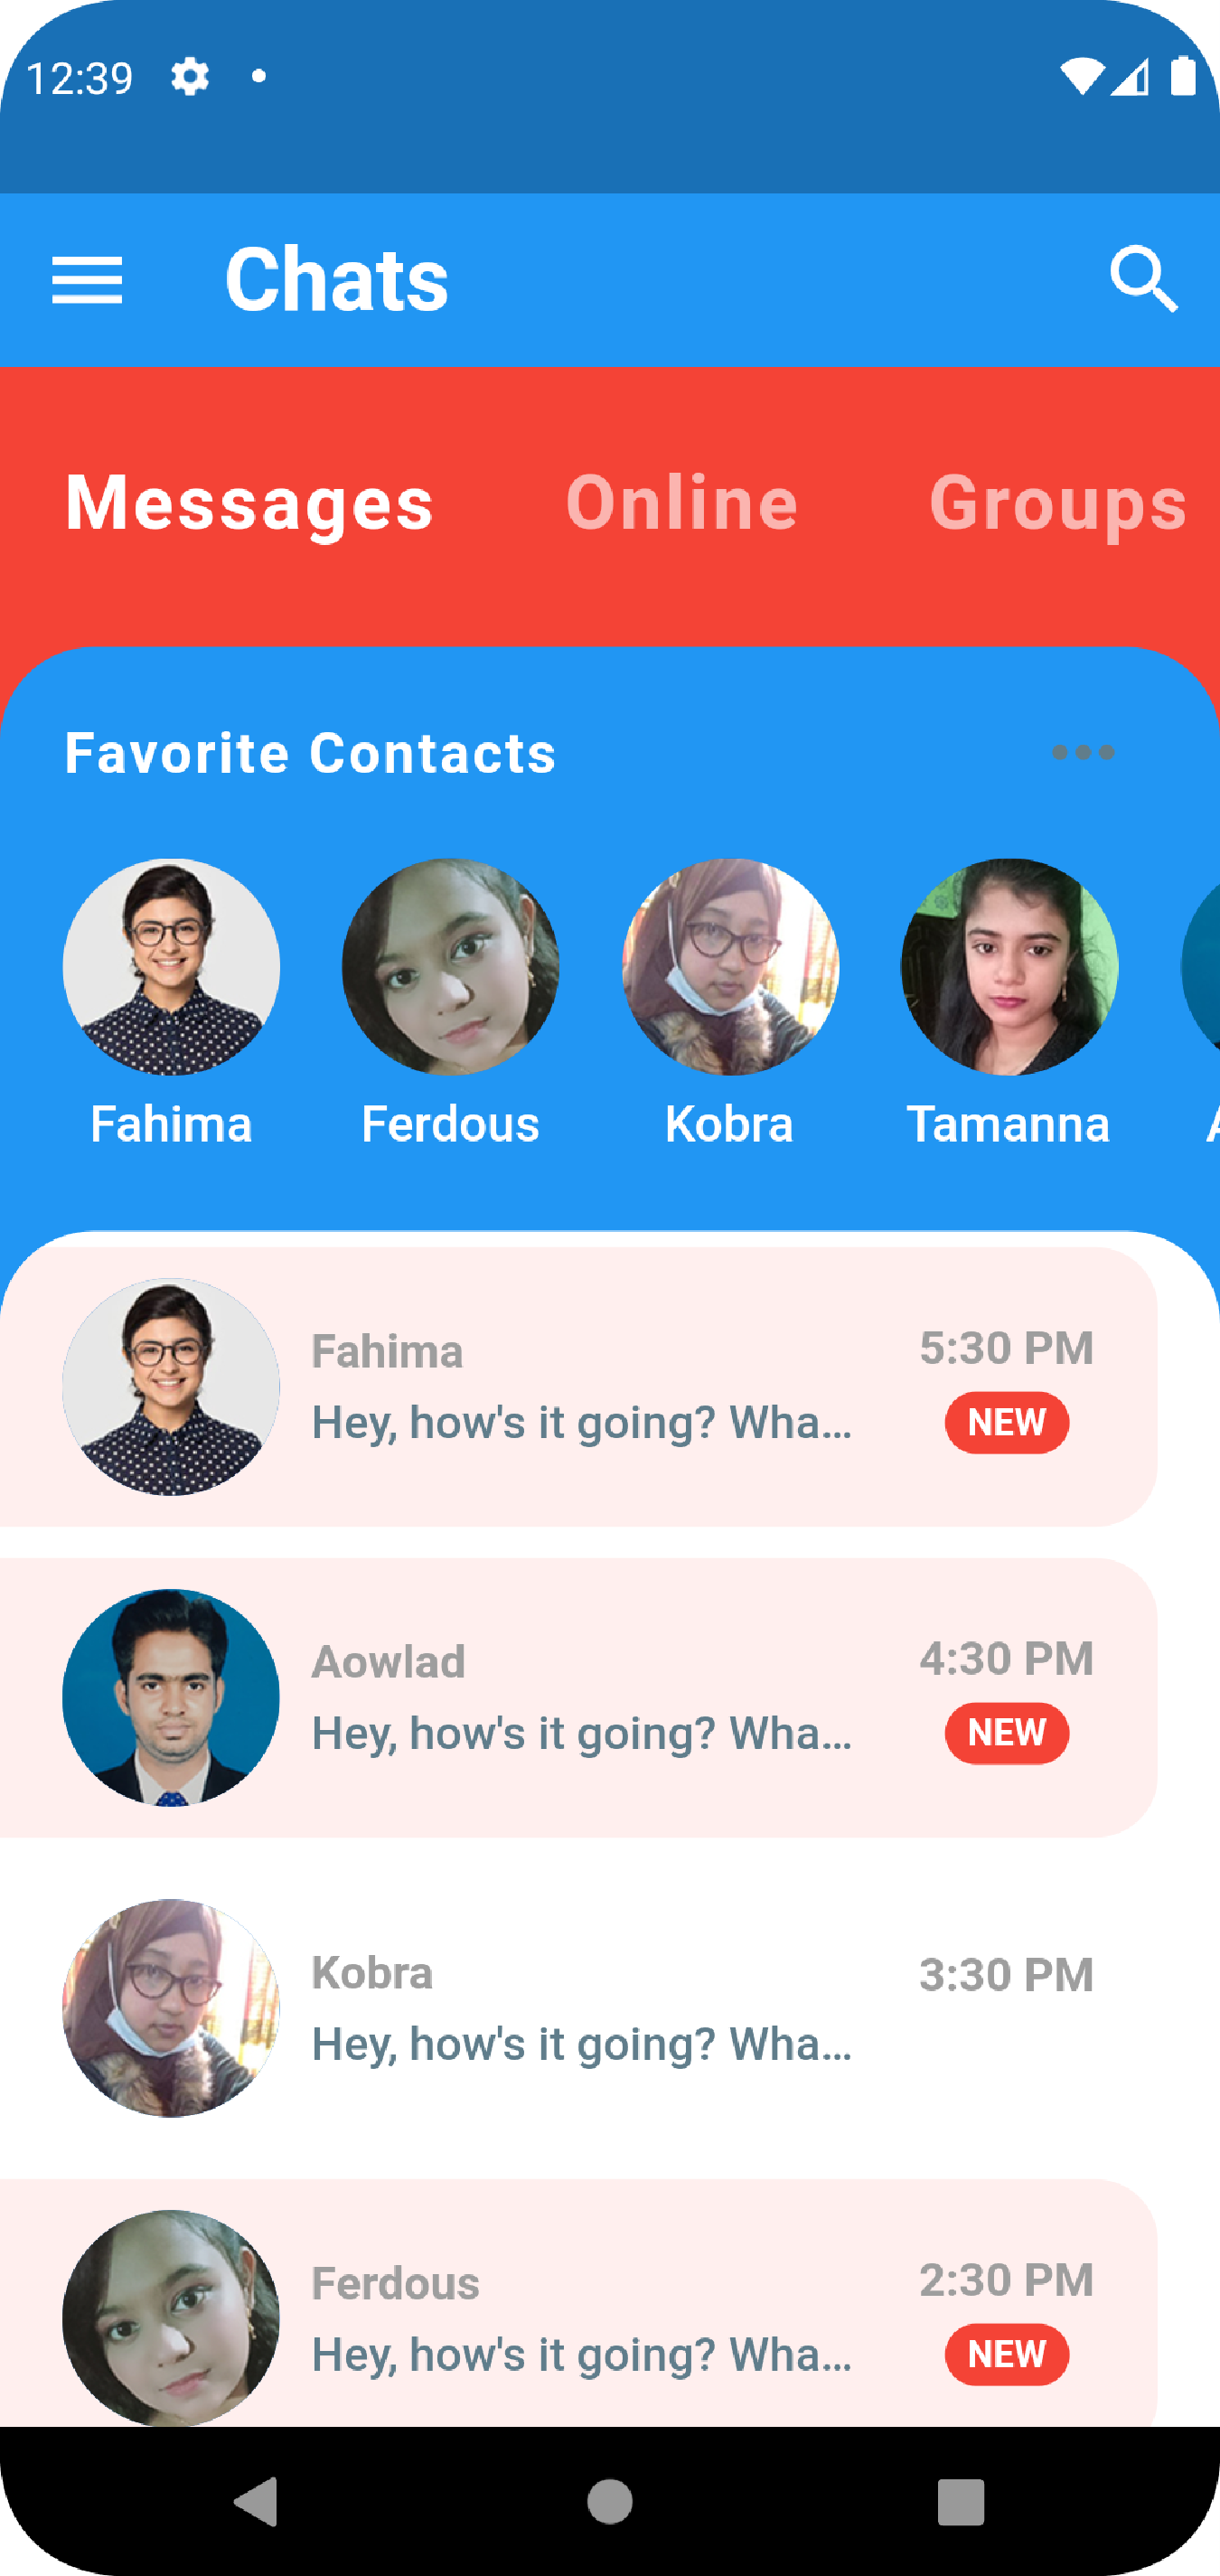 12:39
Chats
Messages Online Groups
Favorite Contacts
Fahima Ferdous Kobra Tamanna
Fahima 5:30 PM
Hey, how's it going? Wha... NEW
Aowlad 4:30 PM
Hey, how's it going? Wha... NEW
Kobra 3:30 PM
Hey, how's it going? Wha...
Ferdous 2:30 PM
Hey, how's it going? Wha... NEW